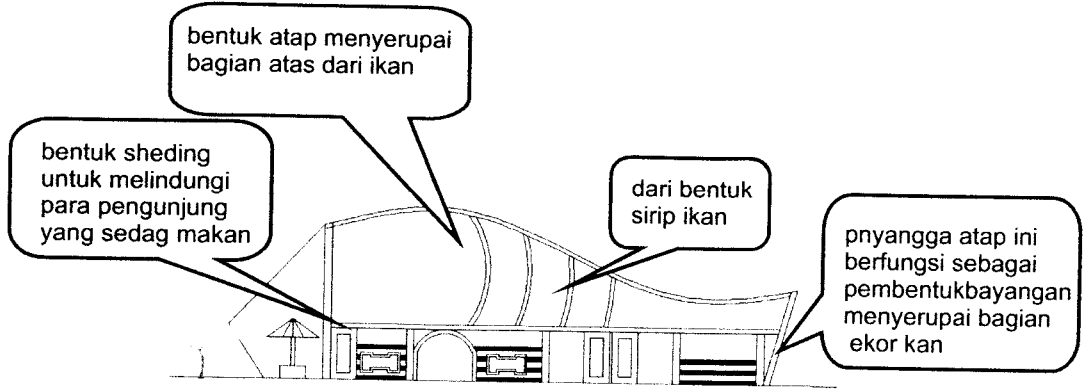 bentuk atap menyerupai
bagian atas dari ikan
bentuk sheding
untuk melindungi
para pengunjung
yang sedag makan
dari bentuk
sirip ikan
pnyangga atap ini
berfungsi sebagai
pembentukbayangan
menyerupai bagian
ekor kan